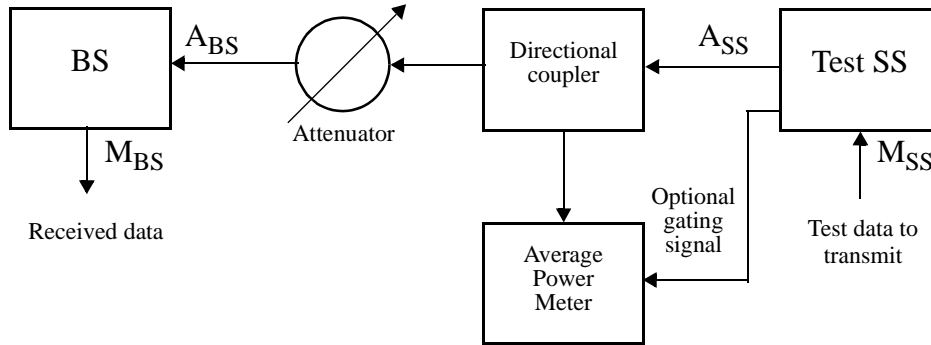 BS
A_BS
Attenuator
Directional
coupler
A_SS
Test SS
M_BS
Received data
M_SS
Optional
gating
signal
Test data to
transmit
Average
Power
Meter